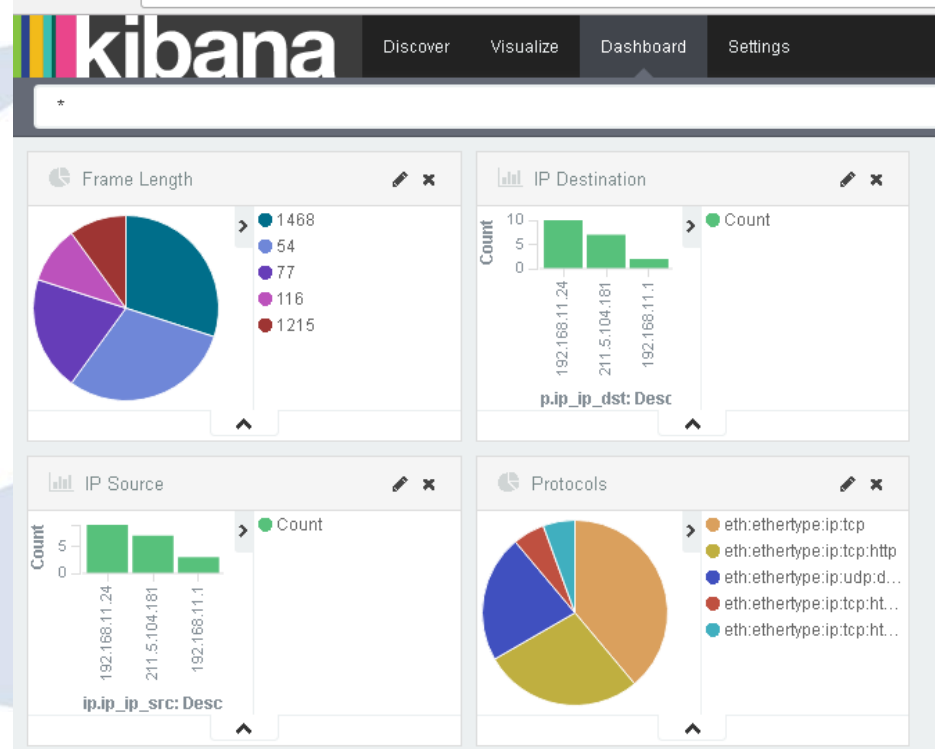 kibana
Discover Visualize Dashboard Settings
*
Frame Length
1468
54
77
116
1215
IP Destination
Count
10
5
0
192.168.11.24
211.5.104.181
192.168.11.1
p.ip_ip_dst: Desc
Count
IP Source
Count
5
0
192.168.11.24
211.5.104.181
192.168.11.1
ip.ip_ip_src: Desc
Count
Protocols
eth:ethertype:ip:tcp
eth:ethertype:ip:tcp:http
eth:ethertype:ip:udp:d...
eth:ethertype:ip:tcp:ht...
eth:ethertype:ip:tcp:ht...